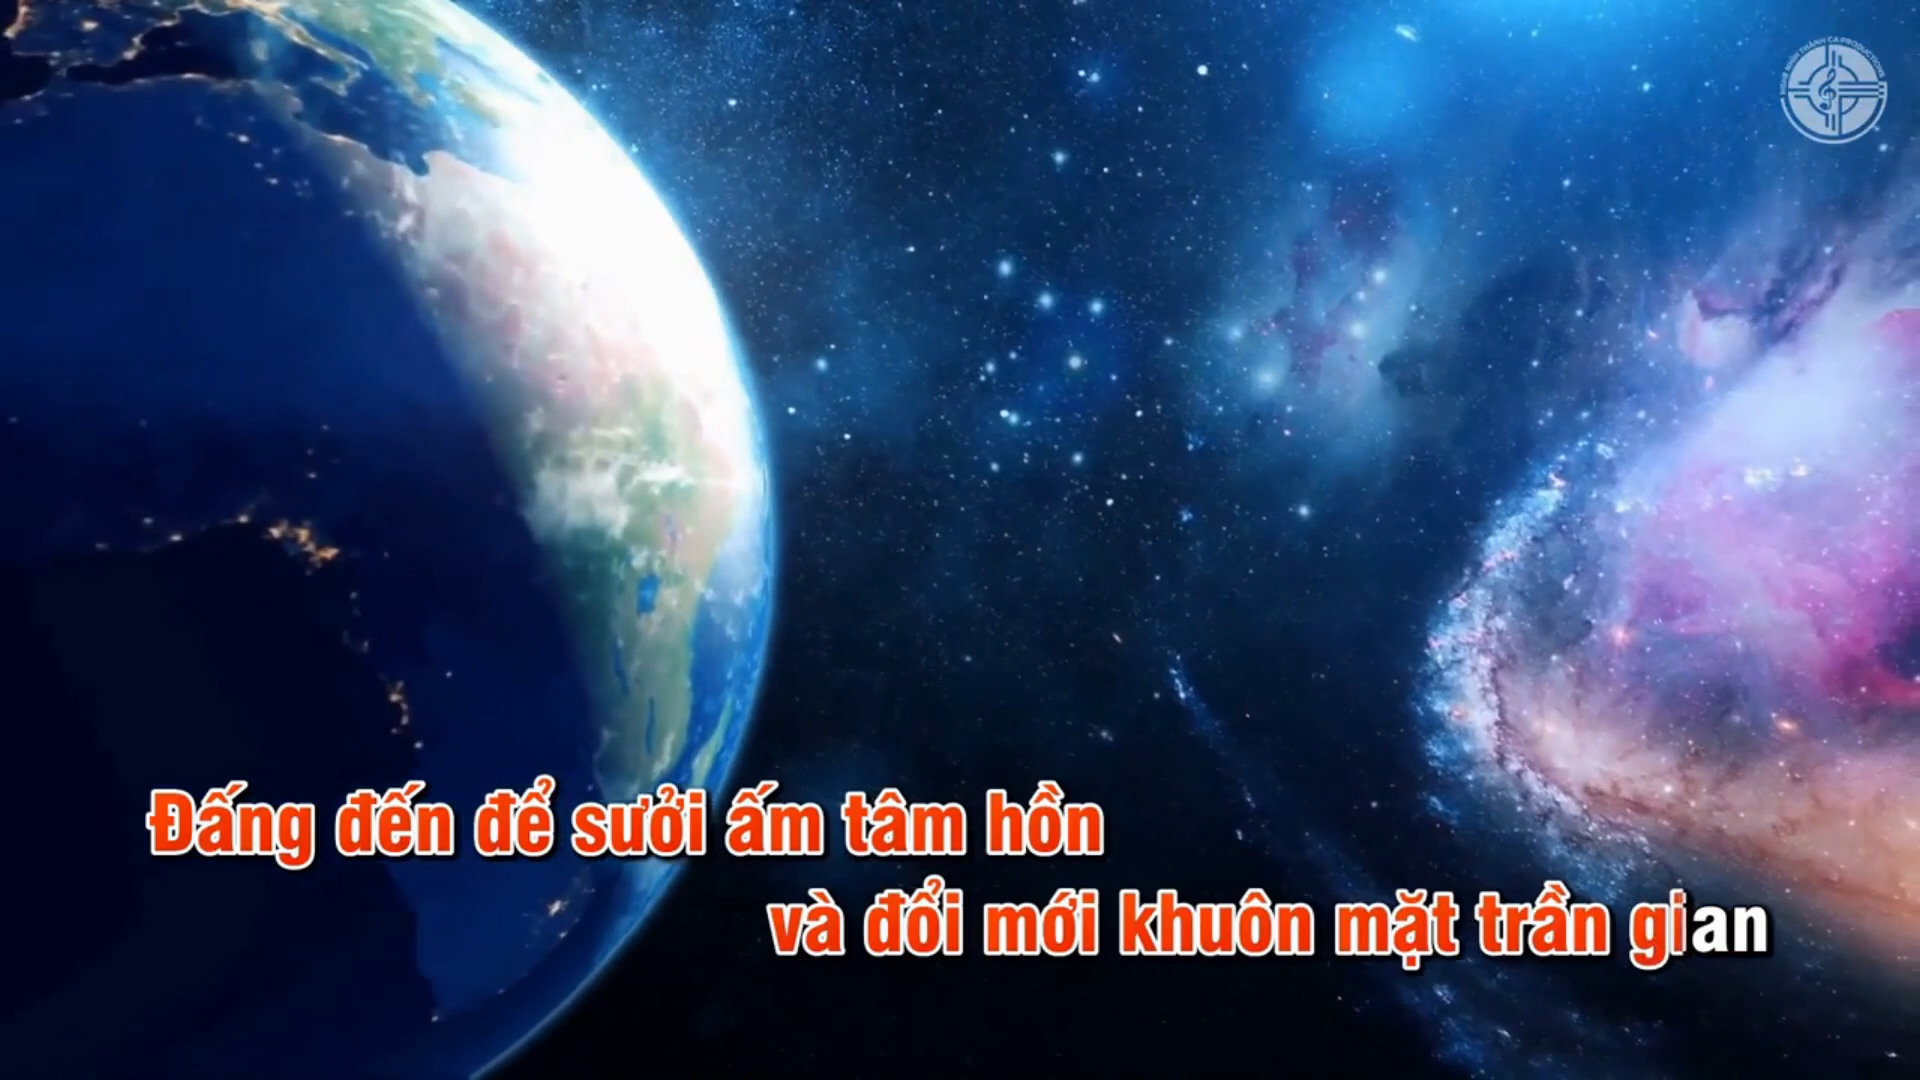 Đấng đến để sưởi ấm tâm hồn
và đổi mới khuôn mặt trần gian